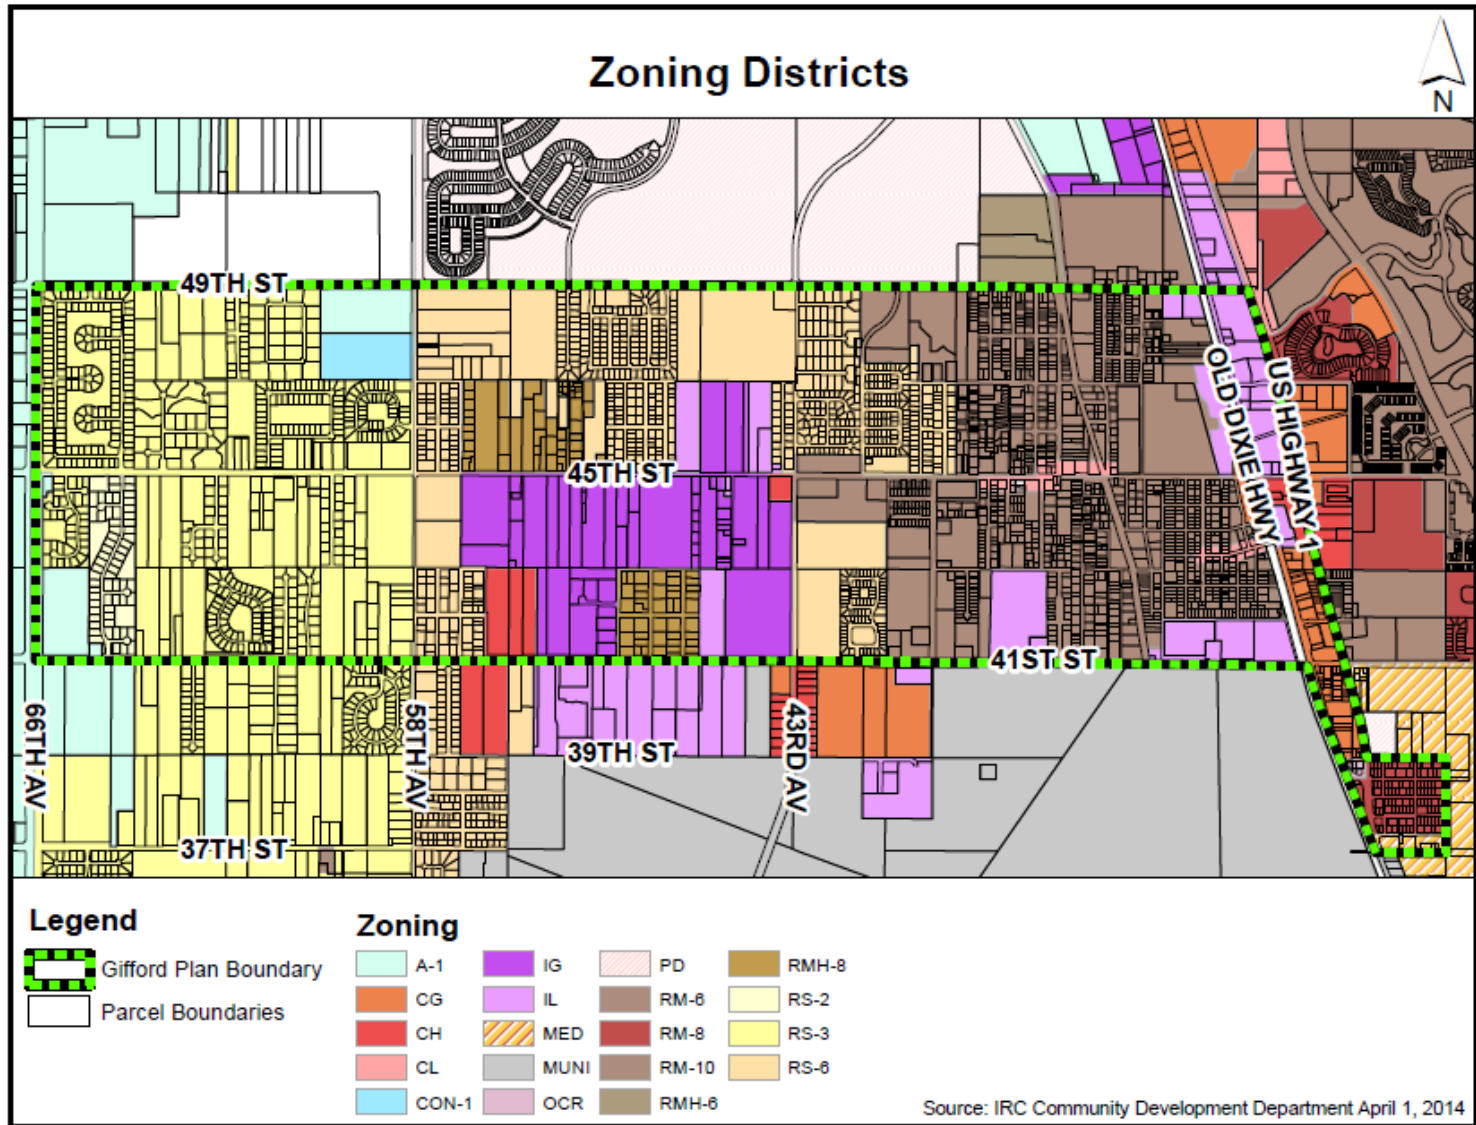 Zoning Districts
N
49TH ST
45TH ST
OLD DIXIE HWY
US HIGHWAY 1
41ST ST
66TH AV
58TH AV
39TH ST
43RD AV
37TH ST
Legend
Gifford Plan Boundary
Parcel Boundaries
Zoning
A-1
CG
CH
CL
CON-1
IG
IL
MED
MUNI
OCR
PD
RM-6
RM-8
RM-10
RMH-6
RMH-8
RS-2
RS-3
RS-6
Source: IRC Community Development Department April 1, 2014